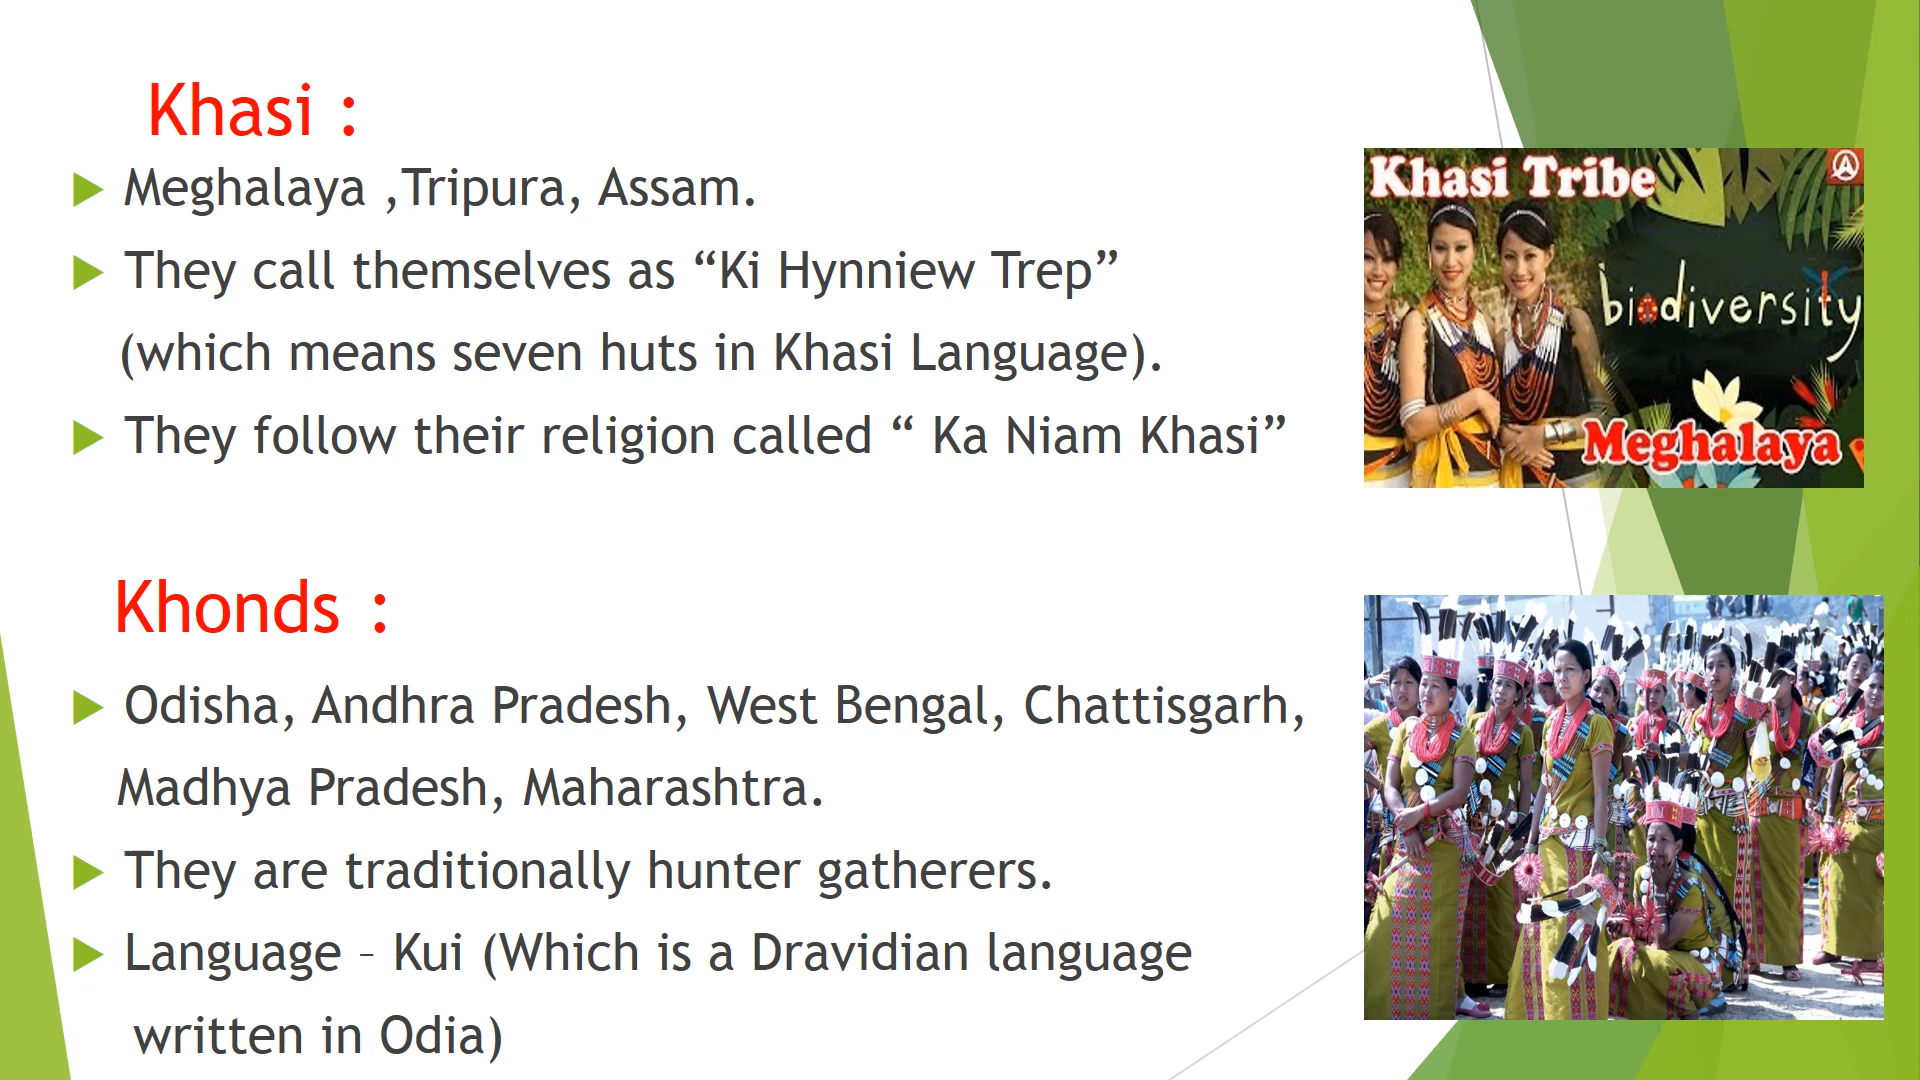 Khasi :
Meghalaya ,Tripura, Assam.
They call themselves as “Ki Hynniew Trep”
(which means seven huts in Khasi Language).
They follow their religion called “ Ka Niam Khasi”
Khasi Tribe
biodiversity
Meghalaya
Khonds :
Odisha, Andhra Pradesh, West Bengal, Chattisgarh,
Madhya Pradesh, Maharashtra.
They are traditionally hunter gatherers.
Language – Kui (Which is a Dravidian language
written in Odia)